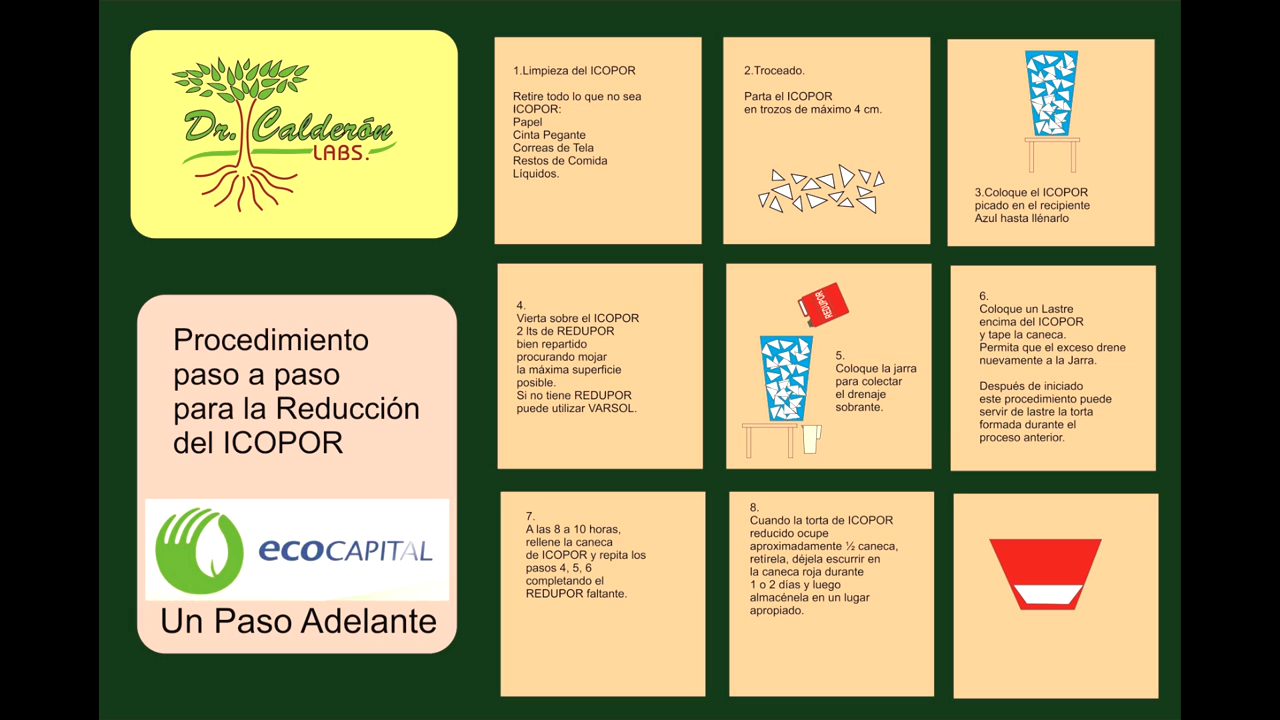 Dr. Calderón
LABS.
Procedimiento
paso a paso
para la Reducción
del ICOPOR
ecoCAPITAL
Un Paso Adelante
1.Limpieza del ICOPOR
Retire todo lo que no sea
ICOPOR:
Papel
Cinta Pegante
Correas de Tela
Restos de Comida
Líquidos.
2.Troceado.
Parta el ICOPOR
en trozos de máximo 4 cm.
3.Coloque el ICOPOR
picado en el recipiente
Azul hasta llénarlo
4.
Vierta sobre el ICOPOR
2 lts de REDUPOR
bien repartido
procurando mojar
la máxima superficie
posible.
Si no tiene REDUPOR
puede utilizar VARSOL.
REDUPOR
5.
Coloque la jarra
para colectar
el drenaje
sobrante.
6.
Coloque un Lastre
encima del ICOPOR
y tape la caneca.
Permita que el exceso drene
nuevamente a la Jarra.
Después de iniciado
este procedimiento puede
servir de lastre la torta
formada durante el
proceso anterior.
7.
A las 8 a 10 horas,
rellene la caneca
de ICOPOR y repita los
pasos 4, 5, 6
completando el
REDUPOR faltante.
8.
Cuando la torta de ICOPOR
reducido ocupe
aproximadamente ½ caneca,
retírela, déjela escurrir en
la caneca roja durante
1 o 2 días y luego
almacénela en un lugar
apropiado.